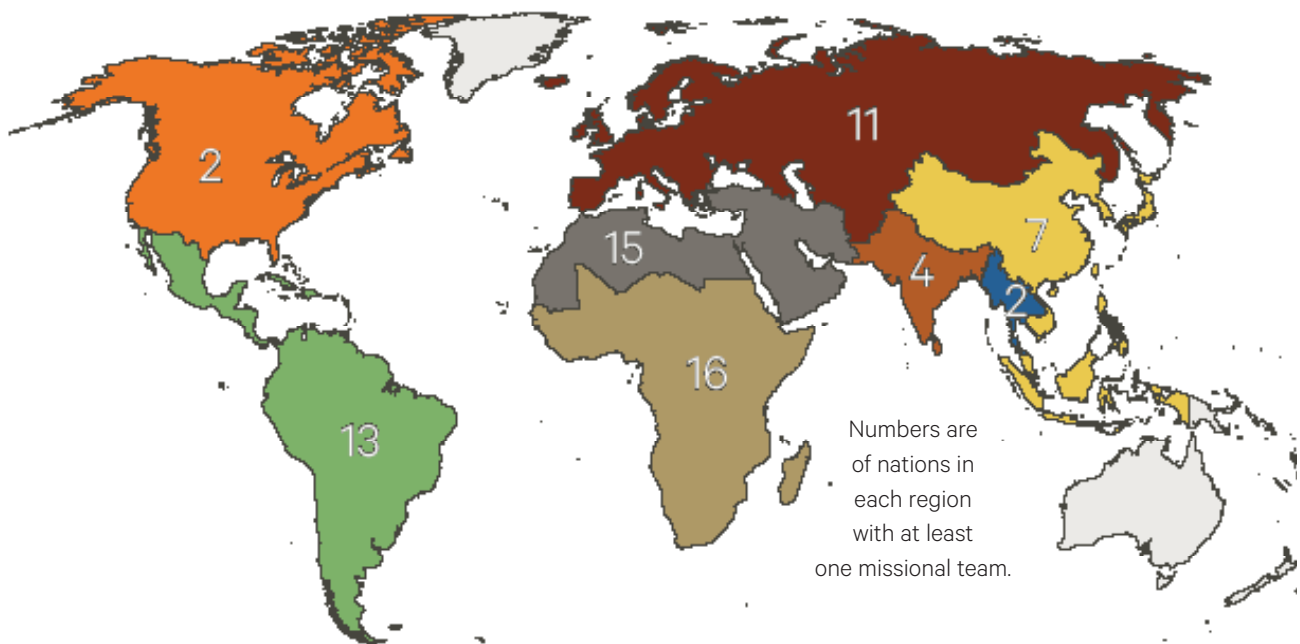 11
2
7
15
4
2
16
13
Numbers are
of nations in
each region
with at least
one missional team.